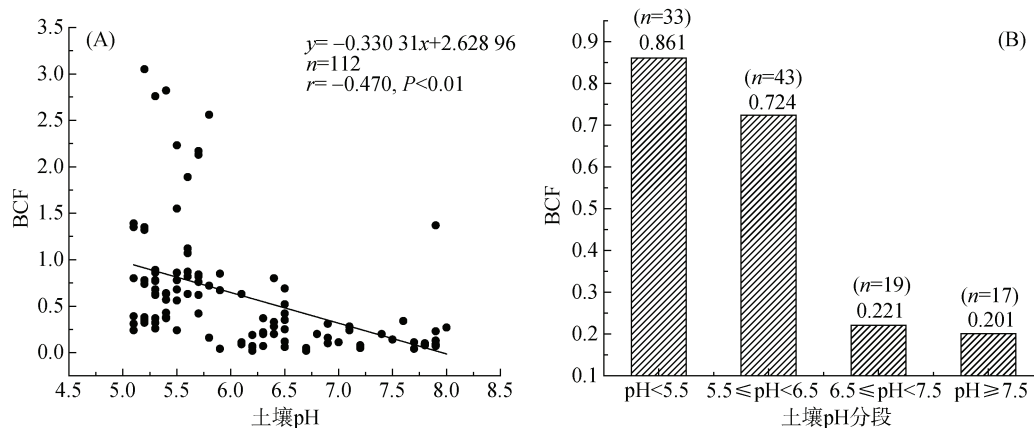 (A)
y= −0.330 31x+2.628 96
n=112
r= −0.470, P<0.01
3.5
3.0
2.5
2.0
1.5
1.0
0.5
0.0
BCF
4.5 5.0 5.5 6.0 6.5 7.0 7.5 8.0 8.5
土壤pH
(B)
(n=33)
0.861
(n=43)
0.724
(n=19)
0.221
(n=17)
0.201
0.9
0.8
0.7
0.6
0.5
0.4
0.3
0.2
0.1
BCF
pH<5.5 5.5≤pH<6.5 6.5≤pH<7.5 pH≥7.5
土壤pH分段